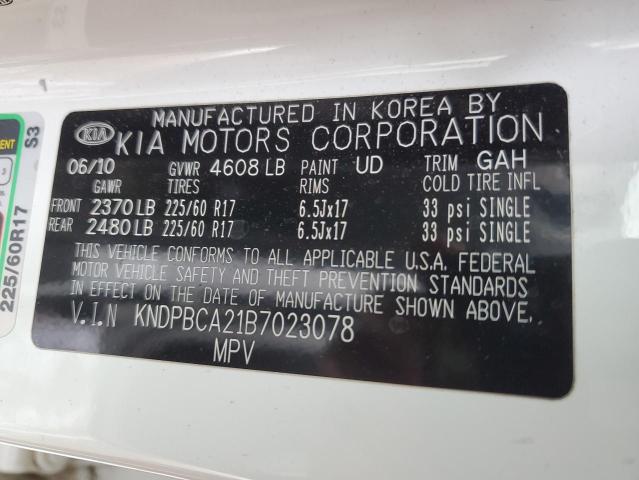 MANUFACTURED IN KOREA BY
KIA KIA MOTORS CORPORATION
06/10 GVWR 4608 LB PAINT UD TRIM GAH
GAWR TIRES RIMS COLD TIRE INFL
FRONT 2370 LB 225/60 R17 6.5Jx17 33 psi SINGLE
REAR 2480 LB 225/60 R17 6.5Jx17 33 psi SINGLE
THIS VEHICLE CONFORMS TO ALL APPLICABLE U.S.A. FEDERAL
MOTOR VEHICLE SAFETY AND THEFT PREVENTION STANDARDS
IN EFFECT ON THE DATE OF MANUFACTURE SHOWN ABOVE.
V.I.N KNDPBCA21B7023078
MPV
S3
225/60R17